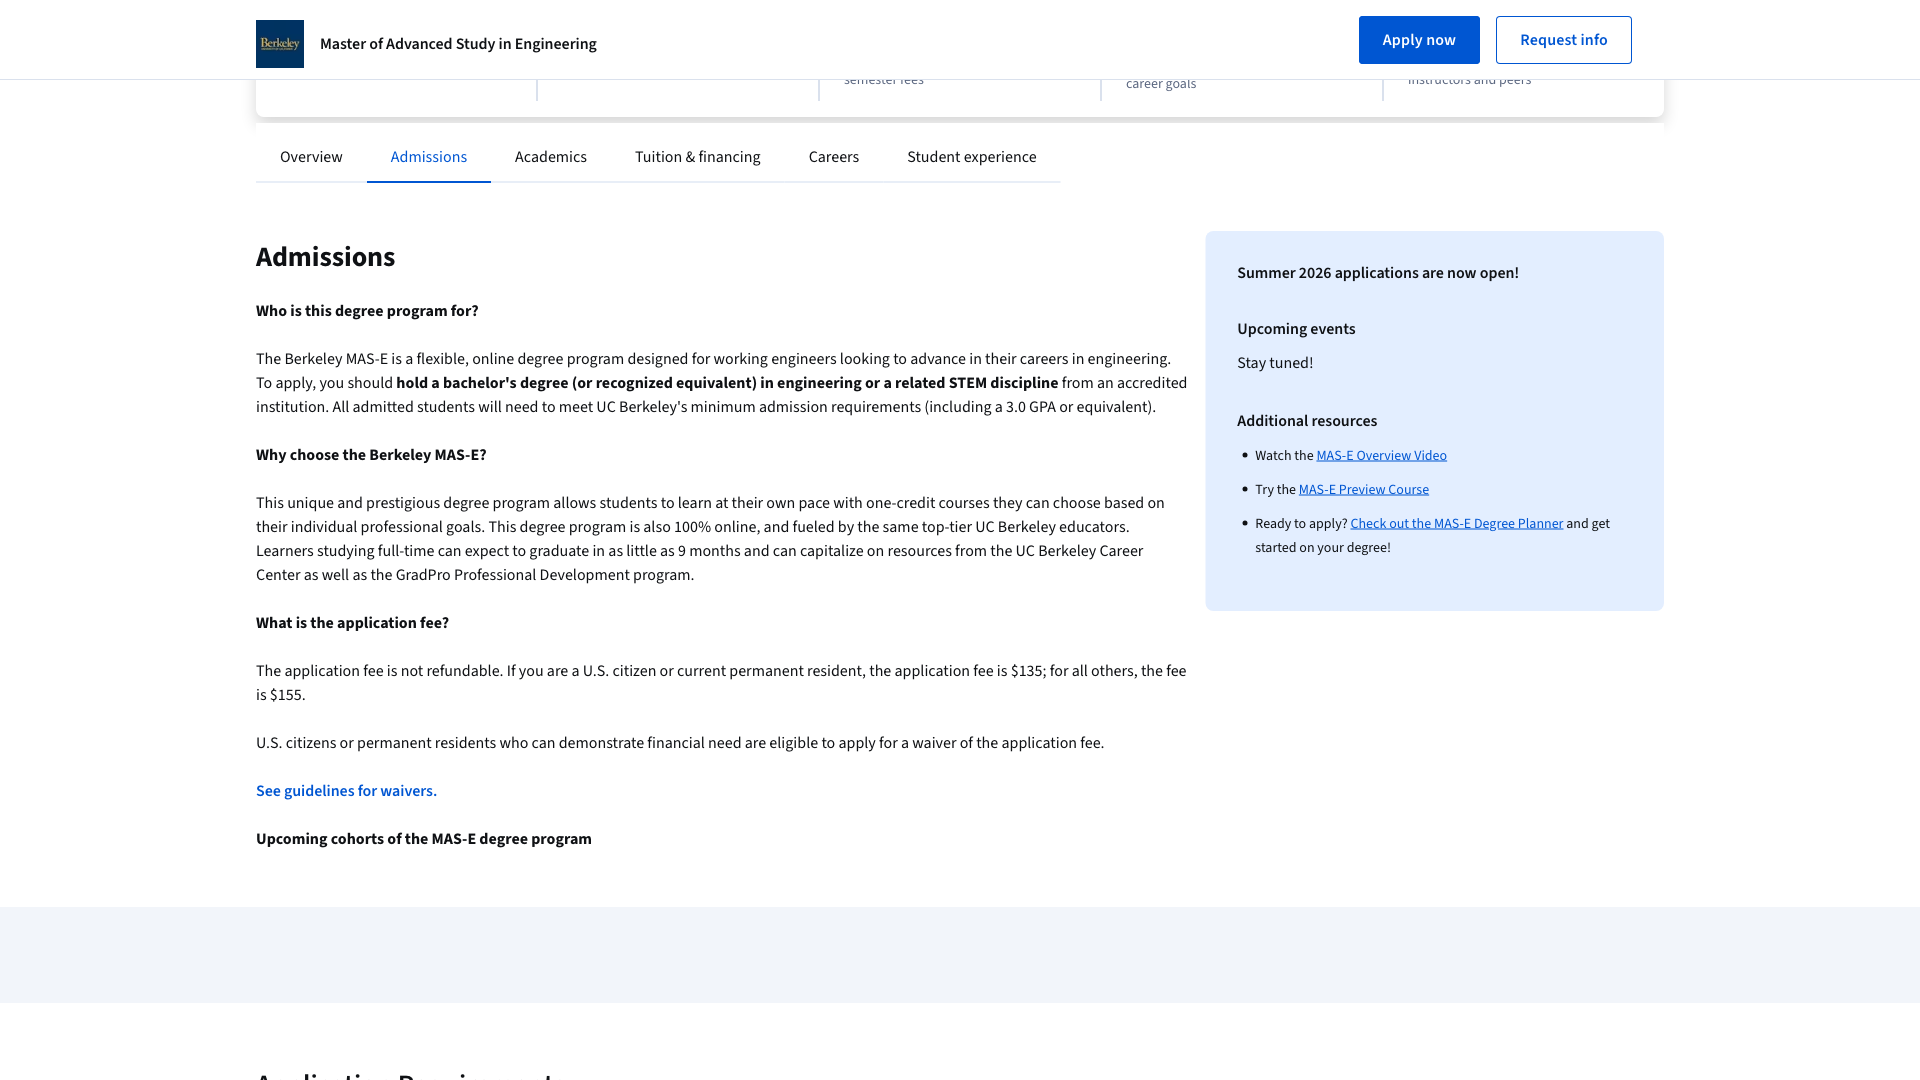 Berkeley
Master of Advanced Study in Engineering
Apply now
Request info
semester fees
career goals
instructors and peers
Overview
Admissions
Academics
Tuition & financing
Careers
Student experience
Admissions
Who is this degree program for?
The Berkeley MAS-E is a flexible, online degree program designed for working engineers looking to advance in their careers in engineering.
To apply, you should hold a bachelor's degree (or recognized equivalent) in engineering or a related STEM discipline from an accredited
institution. All admitted students will need to meet UC Berkeley's minimum admission requirements (including a 3.0 GPA or equivalent).
Why choose the Berkeley MAS-E?
This unique and prestigious degree program allows students to learn at their own pace with one-credit courses they can choose based on
their individual professional goals. This degree program is also 100% online, and fueled by the same top-tier UC Berkeley educators.
Learners studying full-time can expect to graduate in as little as 9 months and can capitalize on resources from the UC Berkeley Career
Center as well as the GradPro Professional Development program.
What is the application fee?
The application fee is not refundable. If you are a U.S. citizen or current permanent resident, the application fee is $135; for all others, the fee
is $155.
U.S. citizens or permanent residents who can demonstrate financial need are eligible to apply for a waiver of the application fee.
See guidelines for waivers.
Upcoming cohorts of the MAS-E degree program
Summer 2026 applications are now open!
Upcoming events
Stay tuned!
Additional resources
• Watch the MAS-E Overview Video
• Try the MAS-E Preview Course
• Ready to apply? Check out the MAS-E Degree Planner and get
started on your degree!